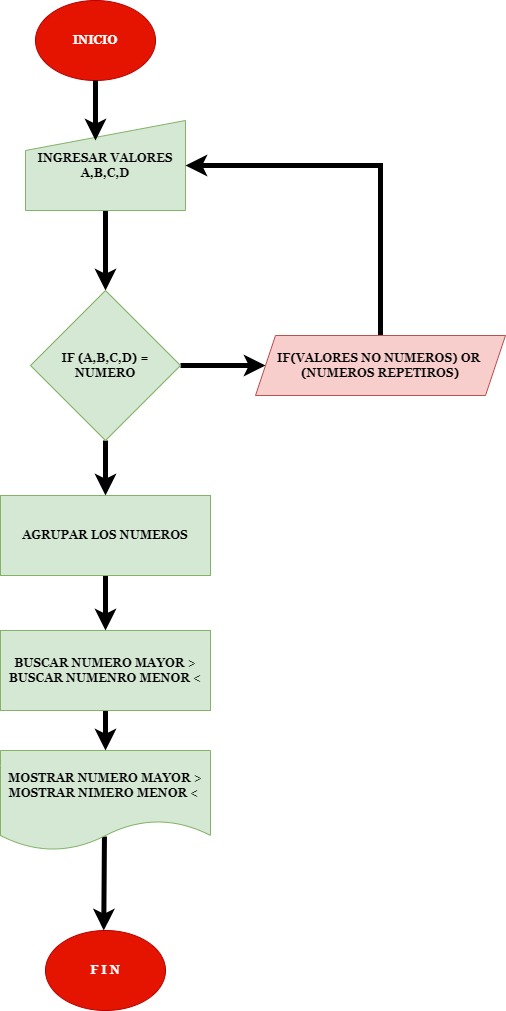 INICIO
INGRESAR VALORES
A,B,C,D
IF (A,B,C,D) =
NUMERO
IF(VALORES NO NUMEROS) OR
(NUMEROS REPETIROS)
AGRUPAR LOS NUMEROS
BUSCAR NUMERO MAYOR >
BUSCAR NUMENRO MENOR <
MOSTRAR NUMERO MAYOR >
MOSTRAR NIMERO MENOR <
F I N